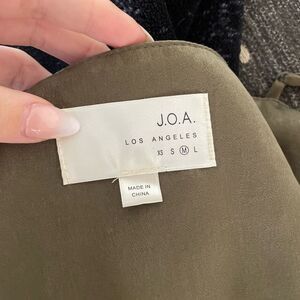 J.O.A.
LOS ANGELES
XS S M L
MADE IN
CHINA